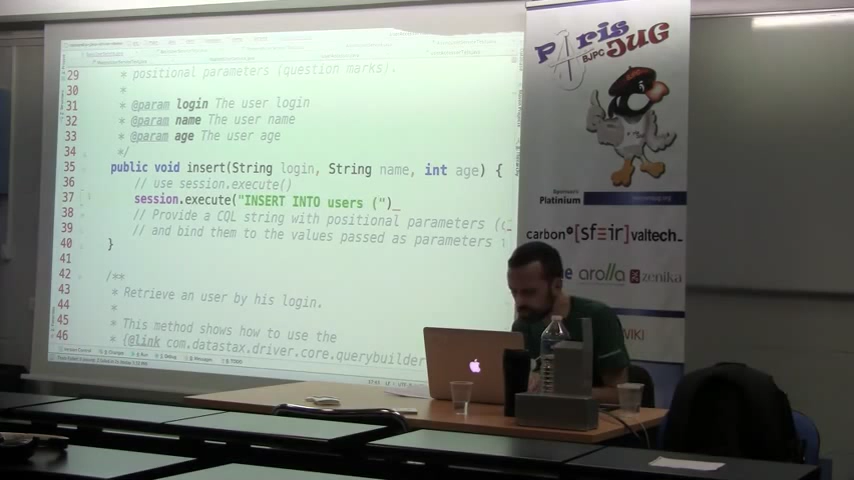 29 * positional parameters (question marks).
30 *
31 * @param login The user login
32 * @param name The user name
33 * @param age The user age
34 */
35 public void insert(String login, String name, int age) {
36 // use session.execute()
37 session.execute("INSERT INTO users (")_
38 // Provide a CQL string with positional parameters (
39 // and bind them to the values passed as parameters
40 }
41
42 /**
43 * Retrieve an user by his login.
44 *
45 * This method shows how to use the
46 * {@link com.datastax.driver.core.querybuilder
Paris
BJPC JUG
Platinium
carbon [sfeir] valtech_
arolla zenika
WIKI